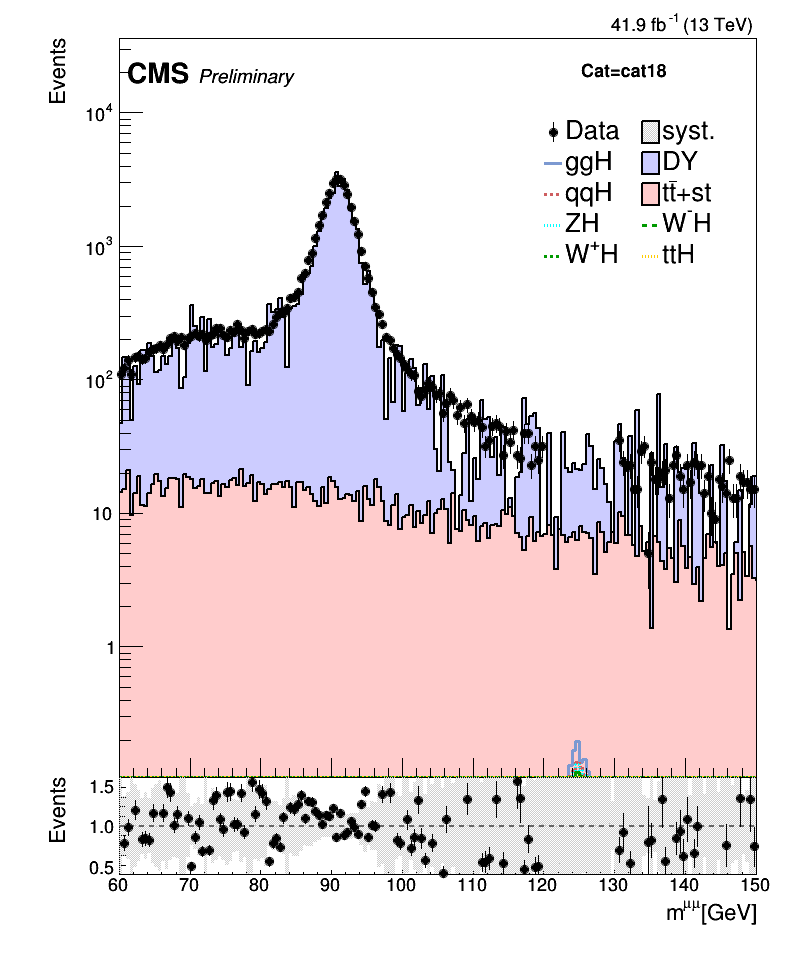 41.9 fb⁻¹ (13 TeV)
Events
CMS Preliminary
Cat=cat18
10⁴
Data syst.
ggH DY
qqH tt̄+st
ZH W⁻H
W⁺H ttH
10³
10²
10
1
Events
1.5
1.0
0.5
60 70 80 90 100 110 120 130 140 150
m^μμ[GeV]